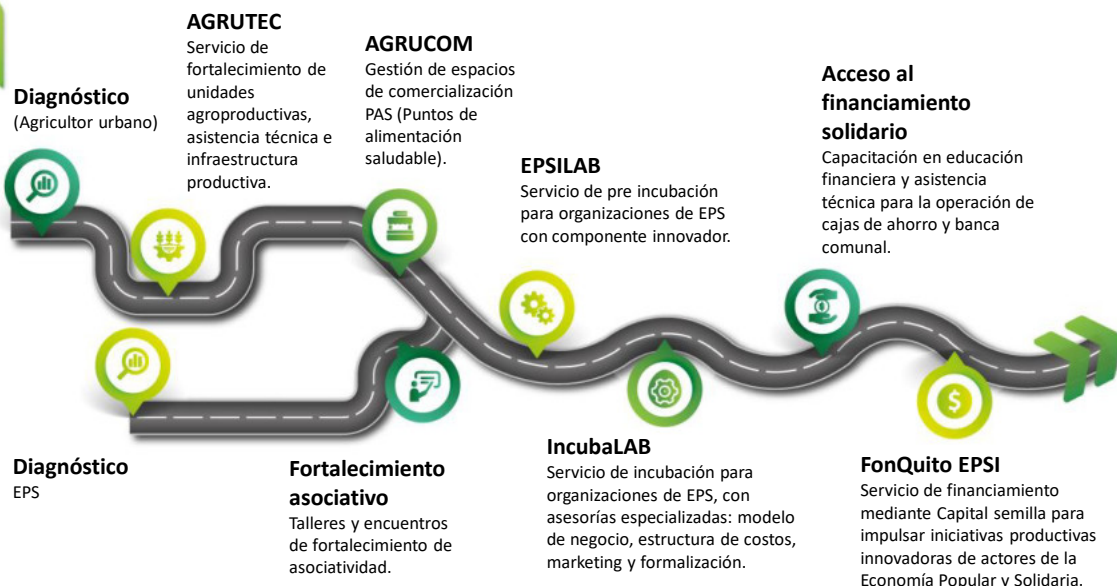 Diagnóstico
(Agricultor urbano)
AGRUTEC
Servicio de
fortalecimiento de
unidades
agroproductivas,
asistencia técnica e
infraestructura
productiva.
AGRUCOM
Gestión de espacios
de comercialización
PAS (Puntos de
alimentación
saludable).
EPSILAB
Servicio de pre incubación
para organizaciones de EPS
con componente innovador.
Acceso al
financiamiento
solidario
Capacitación en educación
financiera y asistencia
técnica para la operación de
cajas de ahorro y banca
comunal.
$
Diagnóstico
EPS
Fortalecimiento
asociativo
Talleres y encuentros
de fortalecimiento de
asociatividad.
IncubaLAB
Servicio de incubación para
organizaciones de EPS, con
asesorías especializadas: modelo
de negocio, estructura de costos,
marketing y formalización.
FonQuito EPSI
Servicio de financiamiento
mediante Capital semilla para
impulsar iniciativas productivas
innovadoras de actores de la
Economía Popular y Solidaria.